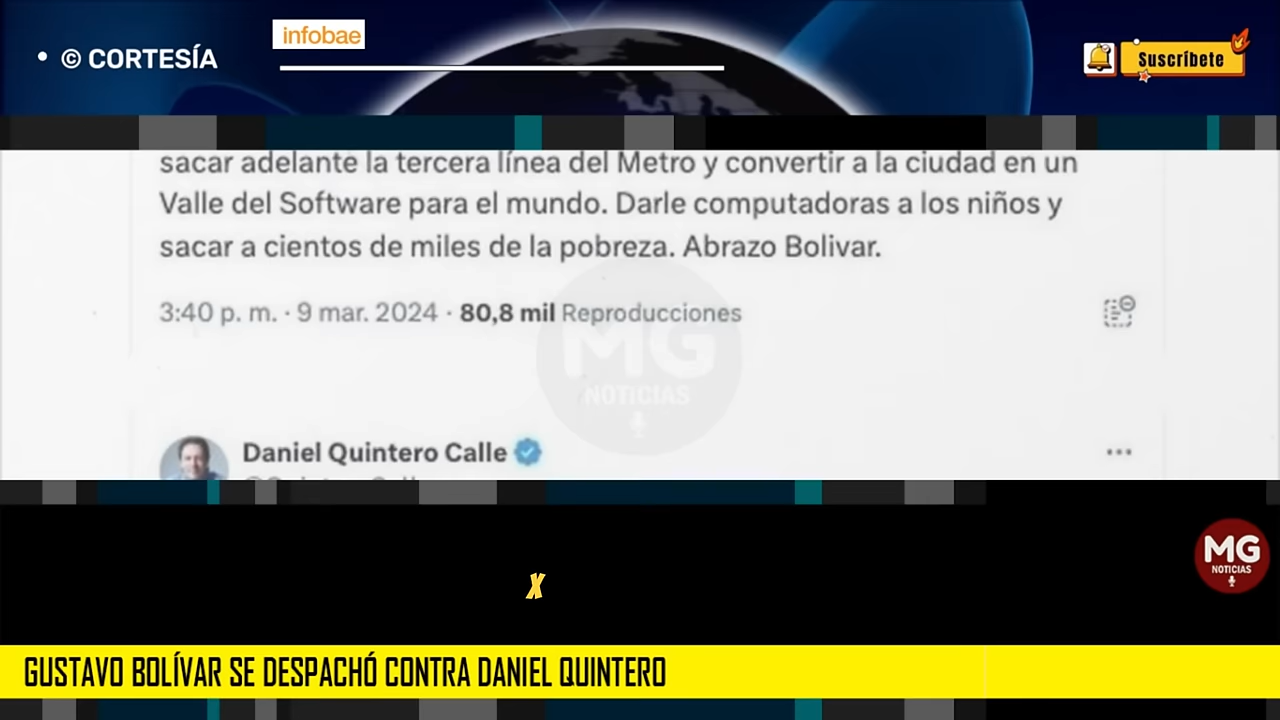 • © CORTESÍA
infobae
Suscríbete
sacar adelante la tercera línea del Metro y convertir a la ciudad en un
Valle del Software para el mundo. Darle computadoras a los niños y
sacar a cientos de miles de la pobreza. Abrazo Bolivar.
3:40 p. m. · 9 mar. 2024 · 80,8 mil Reproducciones
MG
NOTICIAS
Daniel Quintero Calle
MG
NOTICIAS
X
GUSTAVO BOLÍVAR SE DESPACHÓ CONTRA DANIEL QUINTERO